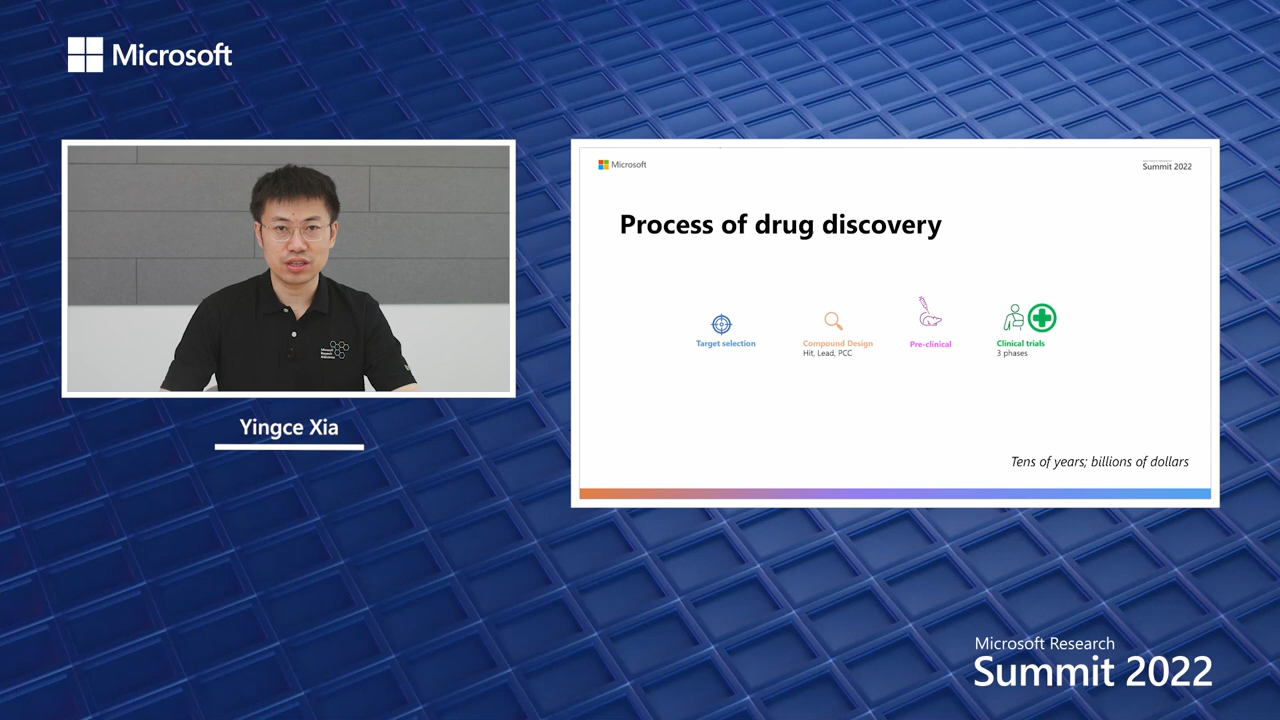 Microsoft
Yingce Xia
Microsoft
Summit 2022
Process of drug discovery
Target selection
Compound Design
Hit, Lead, PCC
Pre-clinical
Clinical trials
3 phases
Tens of years; billions of dollars
Microsoft Research
Summit 2022